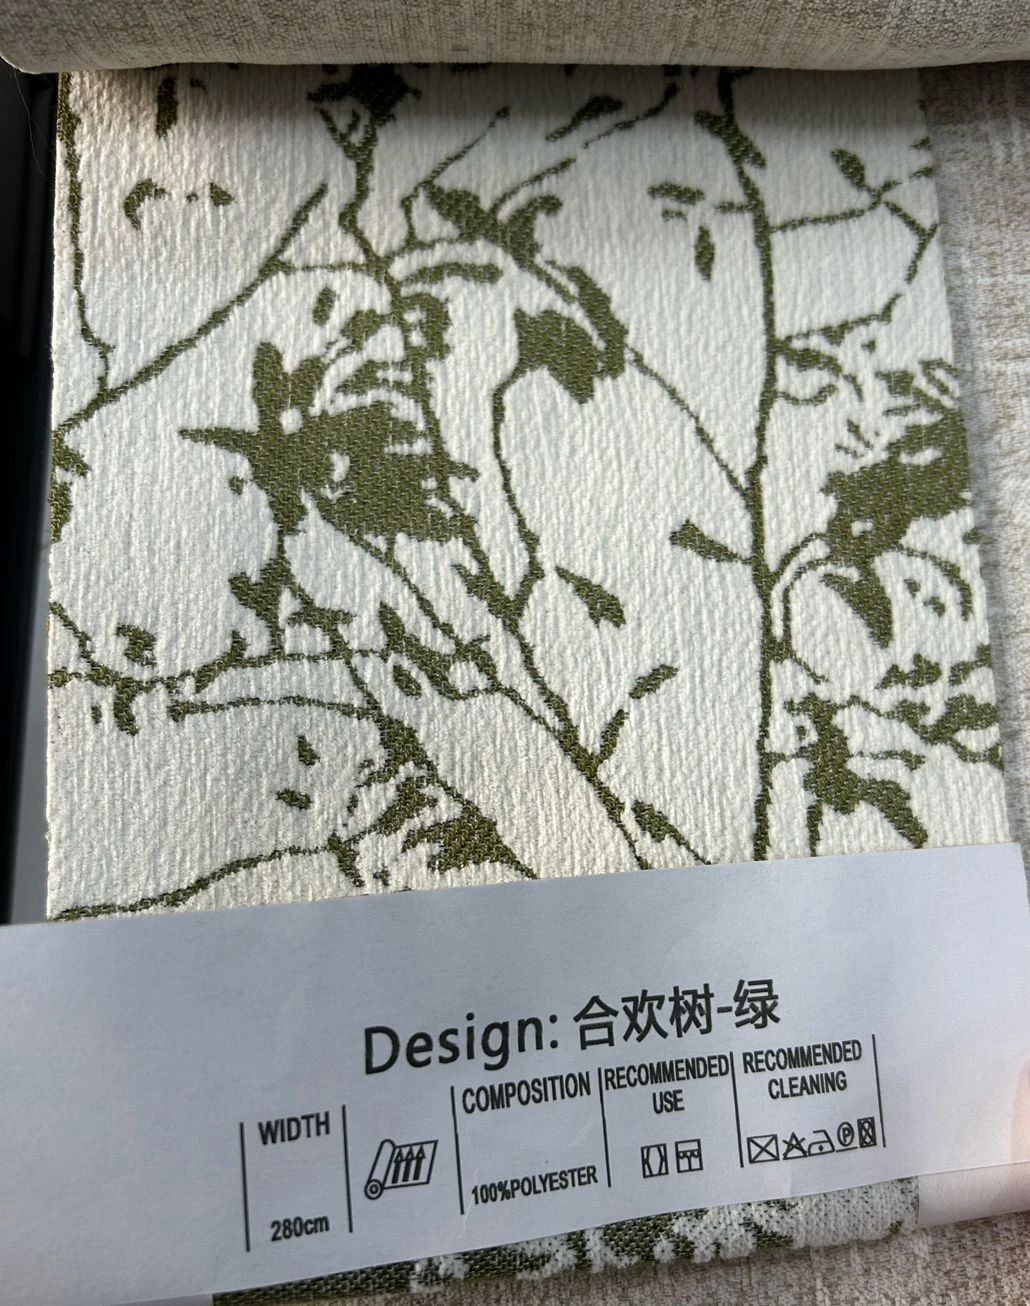 Design: 合欢树-绿
WIDTH
280cm
COMPOSITION
100%POLYESTER
RECOMMENDED
USE
RECOMMENDED
CLEANING
P